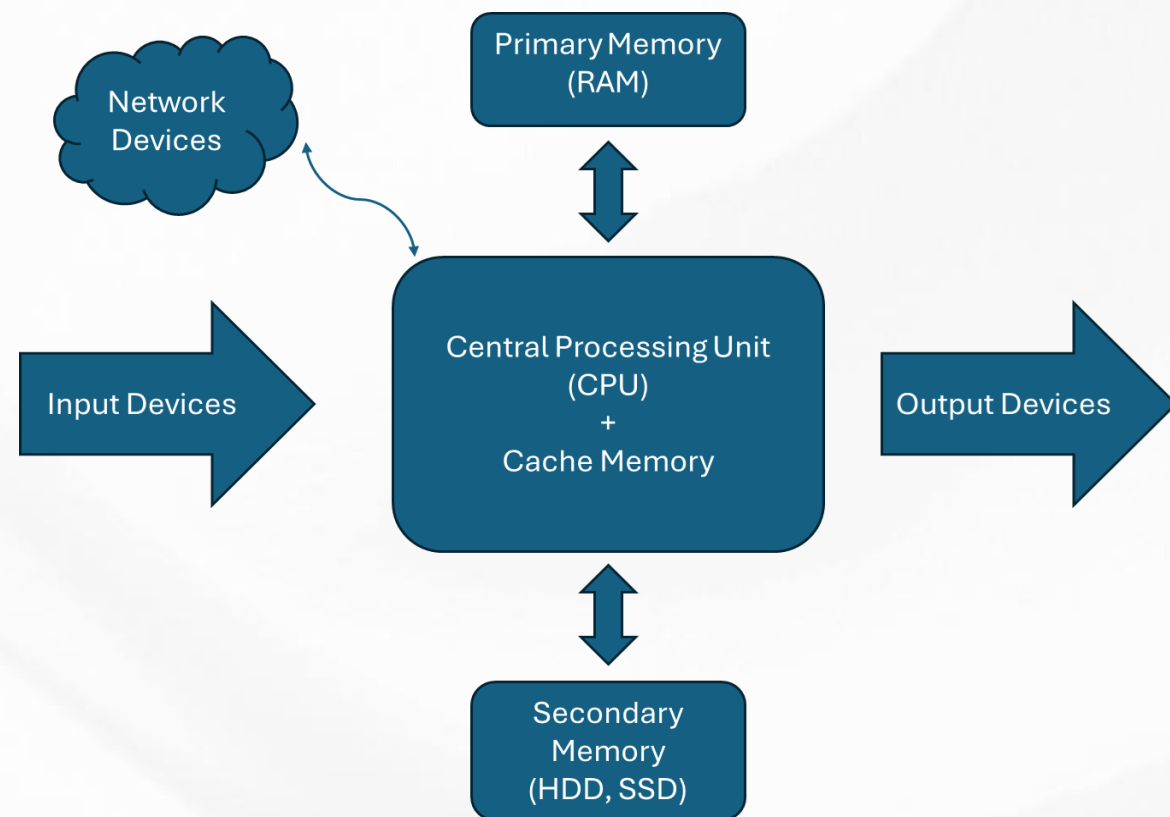 Primary Memory
(RAM)
Network
Devices
Central Processing Unit
(CPU)
+
Cache Memory
Input Devices
Output Devices
Secondary
Memory
(HDD, SSD)